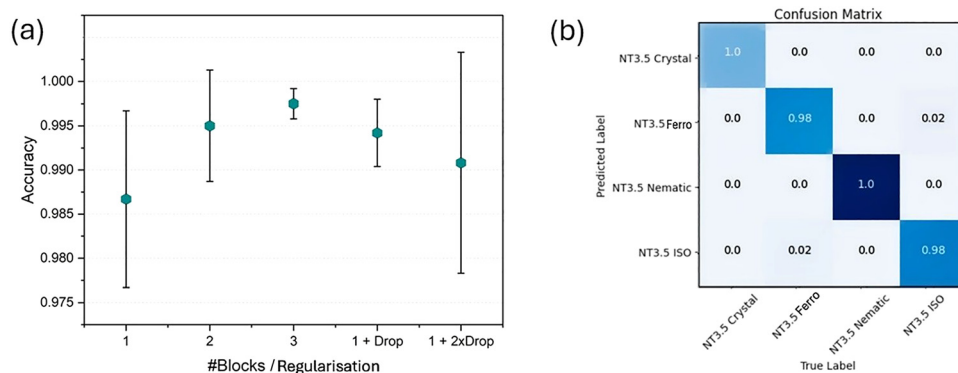 (a)
Accuracy
1.000
0.995
0.990
0.985
0.980
0.975
1 2 3 1 + Drop 1 + 2xDrop
#Blocks / Regularisation
(b)
Confusion Matrix
Predicted Label
NT3.5 Crystal 1.0 0.0 0.0 0.0
NT3.5 Ferro 0.0 0.98 0.0 0.02
NT3.5 Nematic 0.0 0.0 1.0 0.0
NT3.5 ISO 0.0 0.02 0.0 0.98
NT3.5 Crystal NT3.5 Ferro NT3.5 Nematic NT3.5 ISO
True Label